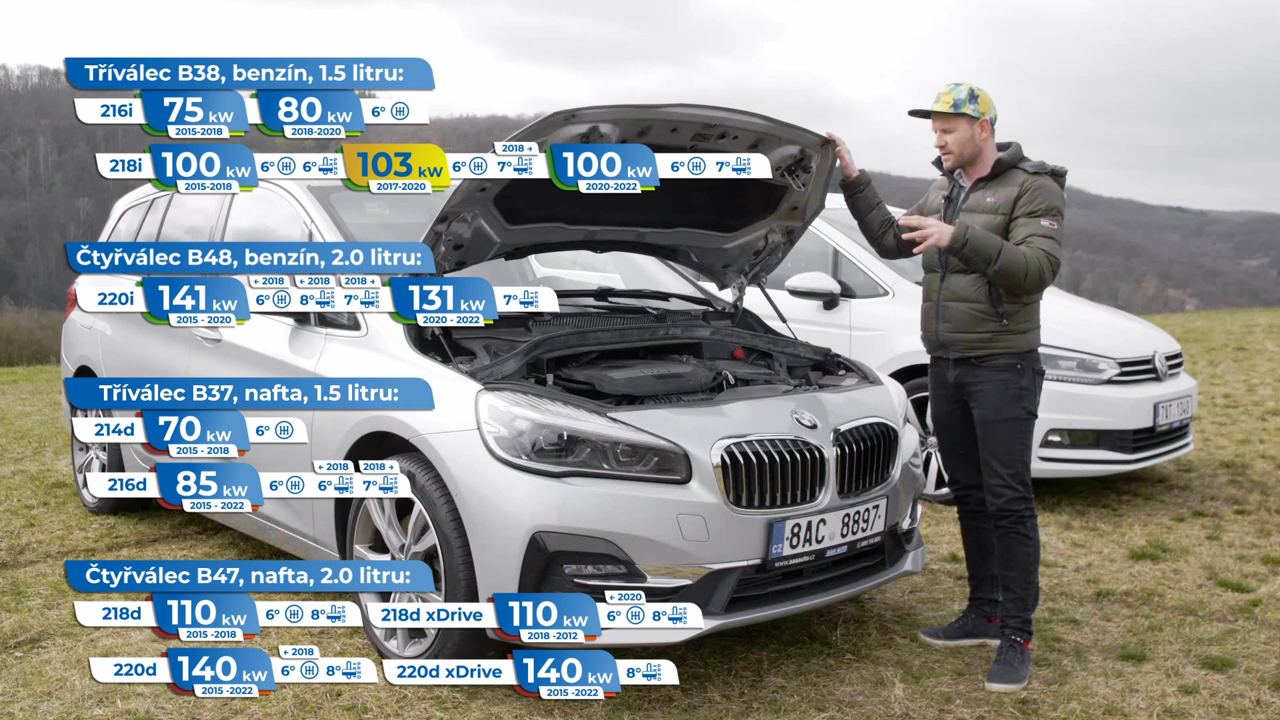 Tříválec B38, benzín, 1.5 litru:
216i 75 kW 80 kW 6°
2015-2018 2018-2020
2018 →
218i 100 kW 6° 6° 103 kW 6° 7° 100 kW 6° 7°
2015-2018 2017-2020 2020-2022
Čtyřválec B48, benzín, 2.0 litru:
← 2018 ← 2018 2018 →
220i 141 kW 6° 8° 7° 131 kW 7°
2015 - 2020 2020 - 2022
Tříválec B37, nafta, 1.5 litru:
214d 70 kW 6°
2015 - 2018
← 2018 2018 →
216d 85 kW 6° 6° 7°
2015 - 2022
Čtyřválec B47, nafta, 2.0 litru:
← 2020
218d 110 kW 6° 8° 218d xDrive 110 kW 6° 8°
2015 -2018 2018 -2012
← 2018
220d 140 kW 6° 8° 220d xDrive 140 kW 8°
2015 -2022 2015 -2022
7AT 1340
CZ 8AC 8897
www.aaaauto.cz AAA AUTO